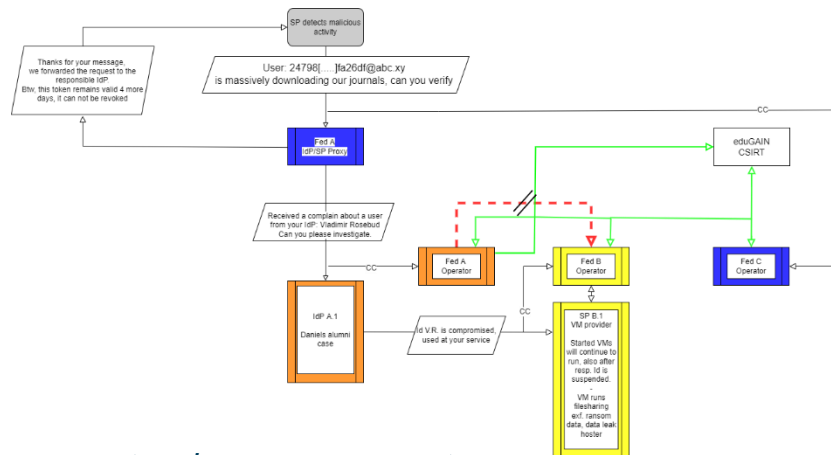 SP detects malicious
activity
Thanks for your message,
we forwarded the request to the
responsible IdP.
Btw, this token remains valid 4 more
days, it can not be revoked
User: 24798[.....]fa26df@abc.xy
is massively downloading our journals, can you verify
CC
Fed A
IdP/SP Proxy
eduGAIN
CSIRT
Received a complain about a user
from your IdP: Vladimir Rosebud
Can you please investigate.
CC
Fed A
Operator
Fed B
Operator
Fed C
Operator
IdP A.1
Daniels alumni
case
Id V.R. is compromised,
used at your service
CC
SP B.1
VM provider
Started VMs
will continue to
run, also after
resp. Id is
suspended.
-
VM runs
filesharing
exf. ransom
data, data leak
hoster